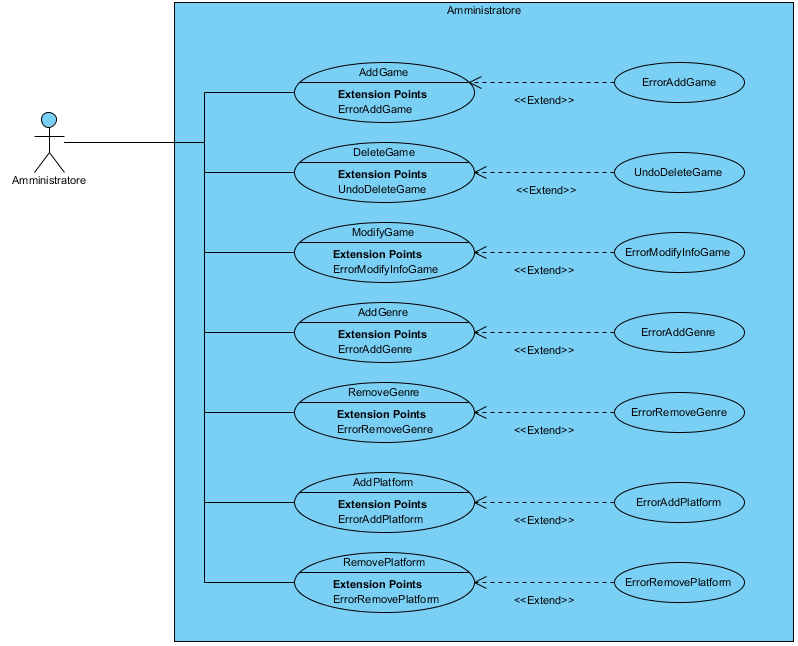 Amministratore
AddGame
Extension Points
ErrorAddGame
ErrorAddGame
<<Extend>>
Amministratore
DeleteGame
Extension Points
UndoDeleteGame
UndoDeleteGame
<<Extend>>
ModifyGame
Extension Points
ErrorModifyInfoGame
ErrorModifyInfoGame
<<Extend>>
AddGenre
Extension Points
ErrorAddGenre
ErrorAddGenre
<<Extend>>
RemoveGenre
Extension Points
ErrorRemoveGenre
ErrorRemoveGenre
<<Extend>>
AddPlatform
Extension Points
ErrorAddPlatform
ErrorAddPlatform
<<Extend>>
RemovePlatform
Extension Points
ErrorRemovePlatform
ErrorRemovePlatform
<<Extend>>